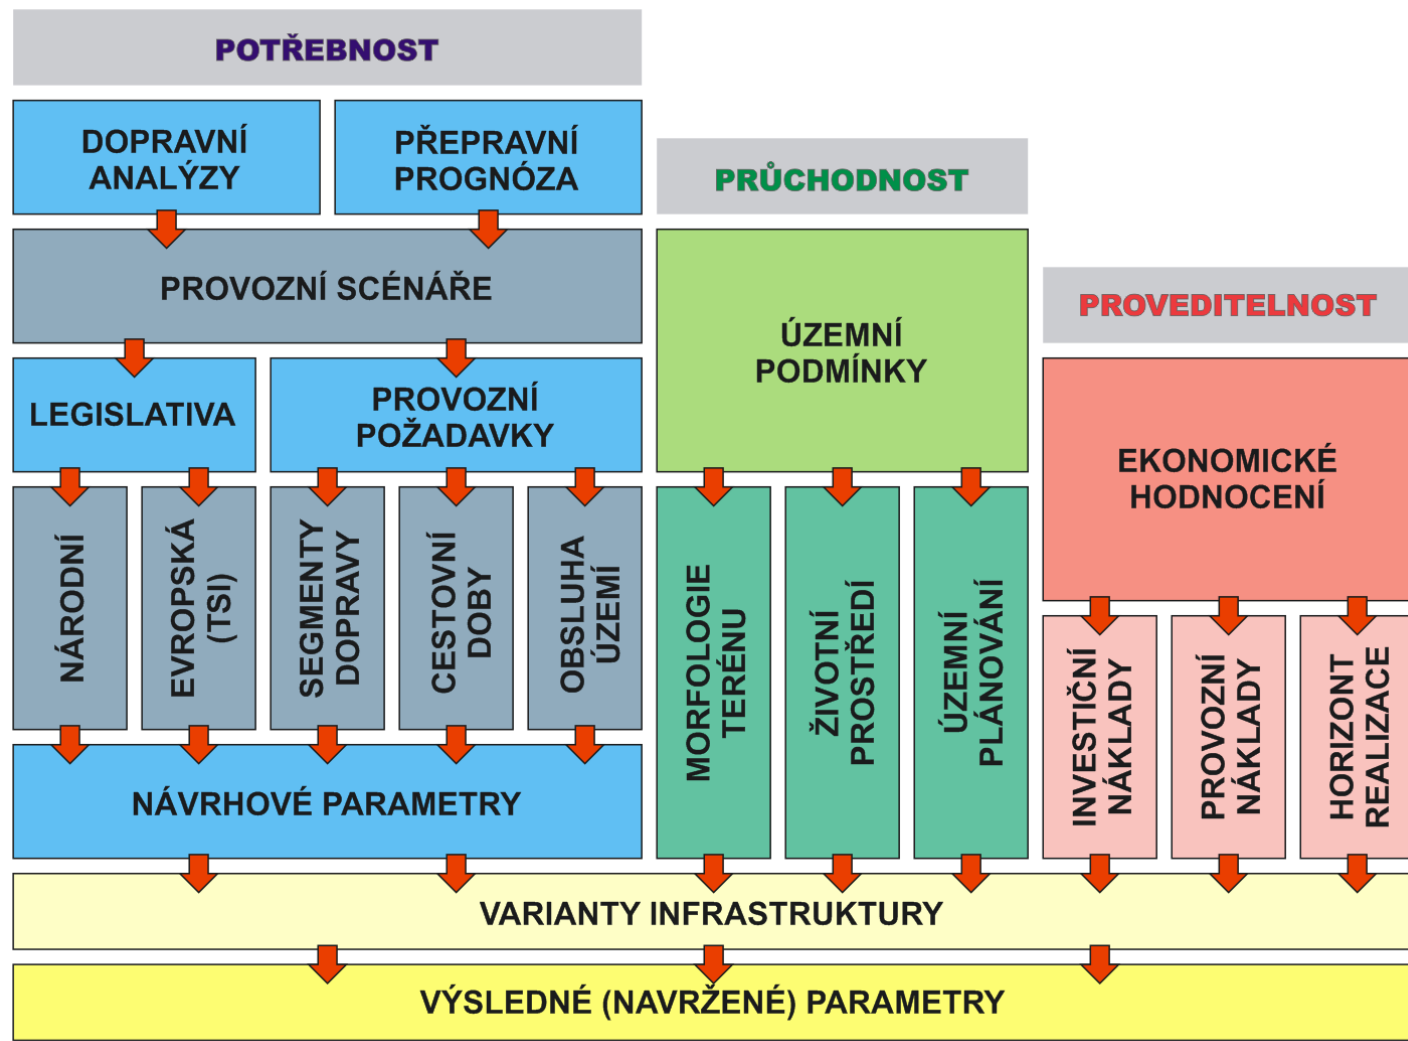 POTŘEBNOST
DOPRAVNÍ
ANALÝZY
PŘEPRAVNÍ
PROGNÓZA
PRŮCHODNOST
PROVOZNÍ SCÉNÁŘE
PROVEDITELNOST
ÚZEMNÍ
PODMÍNKY
LEGISLATIVA
PROVOZNÍ
POŽADAVKY
EKONOMICKÉ
HODNOCENÍ
NÁRODNÍ
EVROPSKÁ
(TSI)
SEGMENTY
DOPRAVY
CESTOVNÍ
DOBY
OBSLUHA
ÚZEMÍ
MORFOLOGIE
TERÉNU
ŽIVOTNÍ
PROSTŘEDÍ
ÚZEMNÍ
PLÁNOVÁNÍ
INVESTIČNÍ
NÁKLADY
PROVOZNÍ
NÁKLADY
HORIZONT
REALIZACE
NÁVRHOVÉ PARAMETRY
VARIANTY INFRASTRUKTURY
VÝSLEDNÉ (NAVRŽENÉ) PARAMETRY